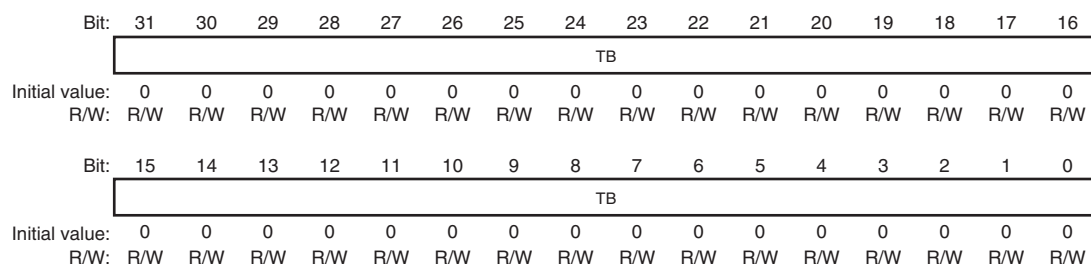 Bit: 31 30 29 28 27 26 25 24 23 22 21 20 19 18 17 16
TB
Initial value: 0 0 0 0 0 0 0 0 0 0 0 0 0 0 0 0
R/W: R/W R/W R/W R/W R/W R/W R/W R/W R/W R/W R/W R/W R/W R/W R/W R/W
Bit: 15 14 13 12 11 10 9 8 7 6 5 4 3 2 1 0
TB
Initial value: 0 0 0 0 0 0 0 0 0 0 0 0 0 0 0 0
R/W: R/W R/W R/W R/W R/W R/W R/W R/W R/W R/W R/W R/W R/W R/W R/W R/W